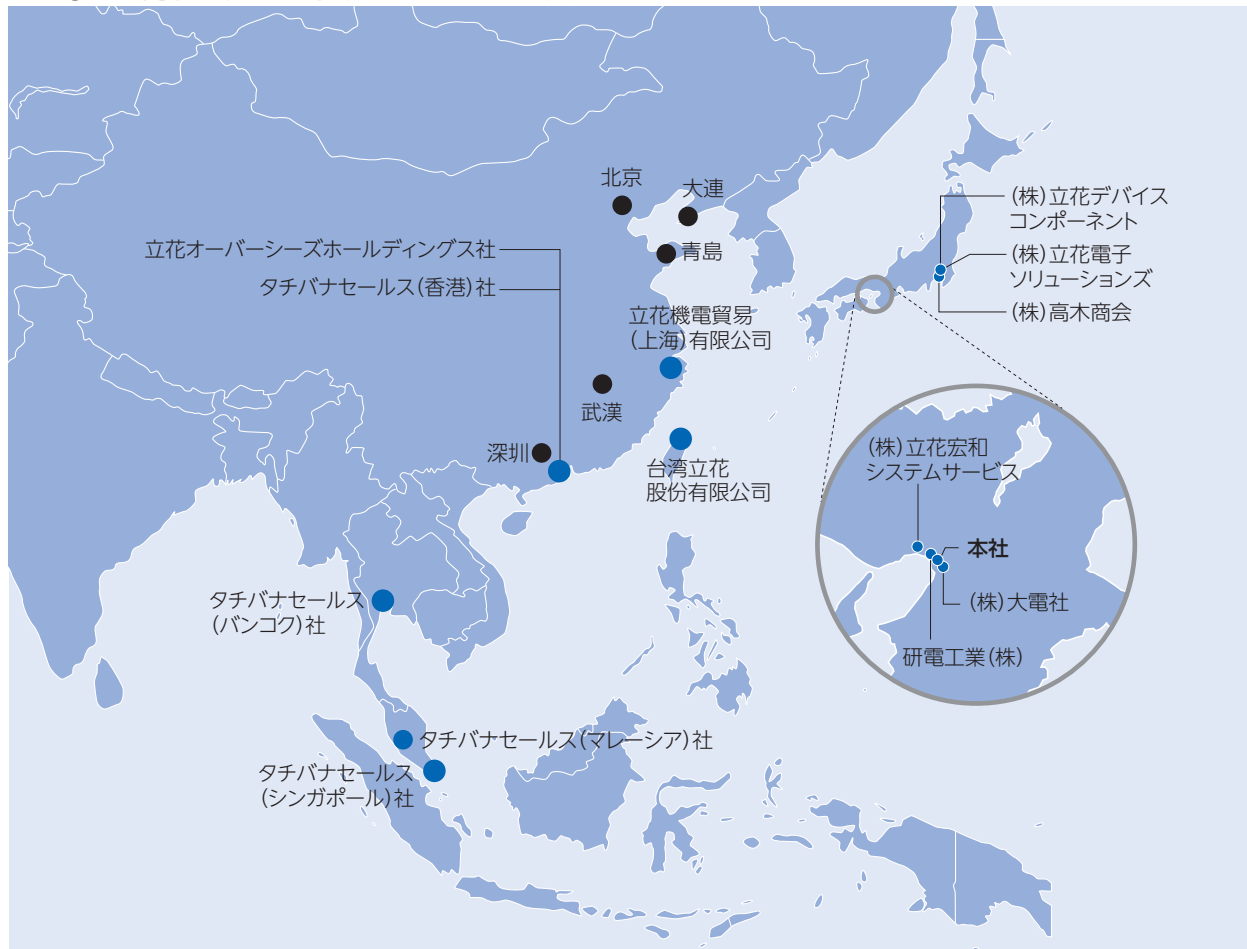 北京
大連
青島
立花オーバーシーズホールディングス社
タチバナセールス(香港)社
立花機電貿易
(上海)有限公司
武漢
深圳
台湾立花
股份有限公司
タチバナセールス
(バンコク)社
タチバナセールス(マレーシア)社
タチバナセールス
(シンガポール)社
(株)立花デバイス
コンポーネント
(株)立花電子
ソリューションズ
(株)高木商会
(株)立花宏和
システムサービス
本社
(株)大電社
研電工業(株)